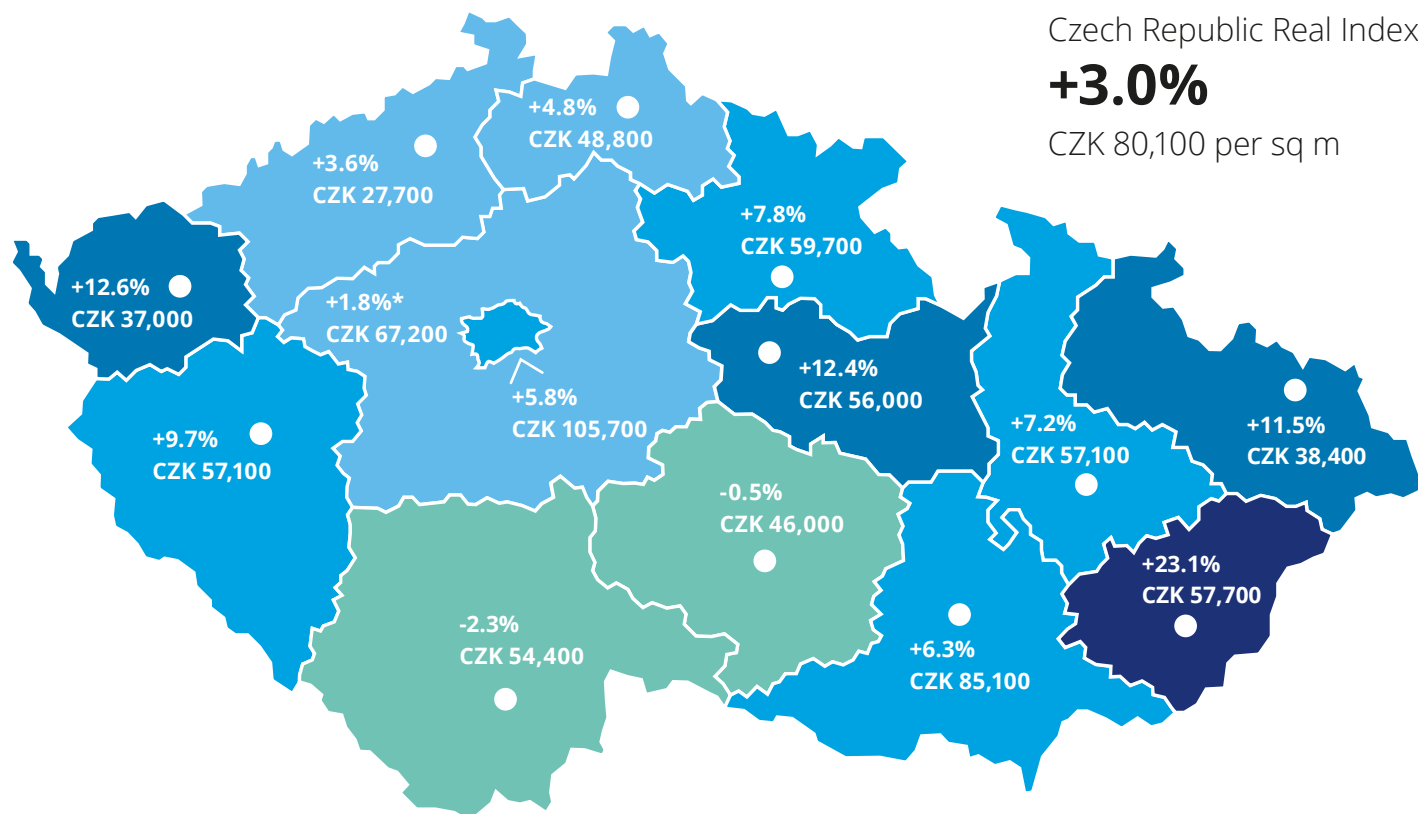 Czech Republic Real Index
+3.0%
CZK 80,100 per sq m
+4.8%
CZK 48,800
+3.6%
CZK 27,700
+7.8%
CZK 59,700
+12.6%
CZK 37,000
+1.8%*
CZK 67,200
+5.8%
CZK 105,700
+12.4%
CZK 56,000
+9.7%
CZK 57,100
+7.2%
CZK 57,100
+11.5%
CZK 38,400
-0.5%
CZK 46,000
+23.1%
CZK 57,700
-2.3%
CZK 54,400
+6.3%
CZK 85,100